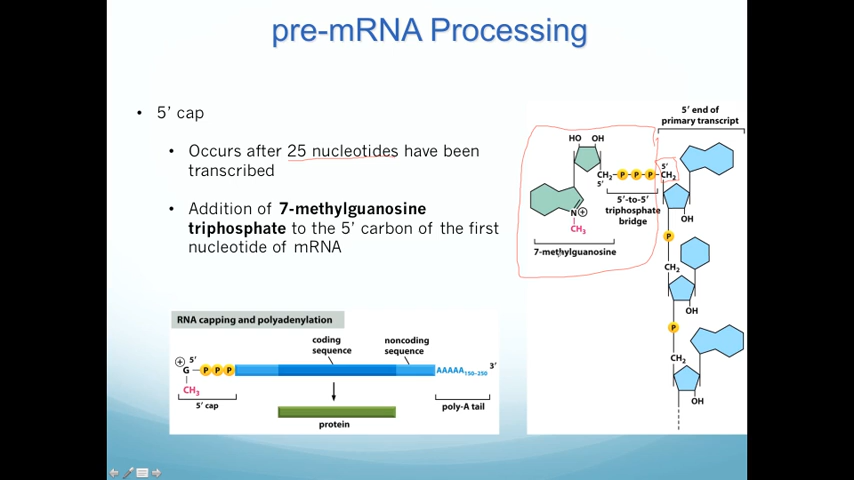 pre-mRNA Processing
• 5' cap
• Occurs after 25 nucleotides have been
transcribed
• Addition of 7-methylguanosine
triphosphate to the 5' carbon of the first
nucleotide of mRNA
5' end of
primary transcript
HO OH
CH₂ P P P CH₂
5'
5'
5'-to-5'
triphosphate
bridge
N +
CH₃
7-methylguanosine
OH
P
CH₂
OH
P
CH₂
OH
RNA capping and polyadenylation
coding
sequence
noncoding
sequence
+ 5'
G P P P
AAAAA₁₅₀₋₂₅₀ 3'
CH₃
5' cap
poly-A tail
protein